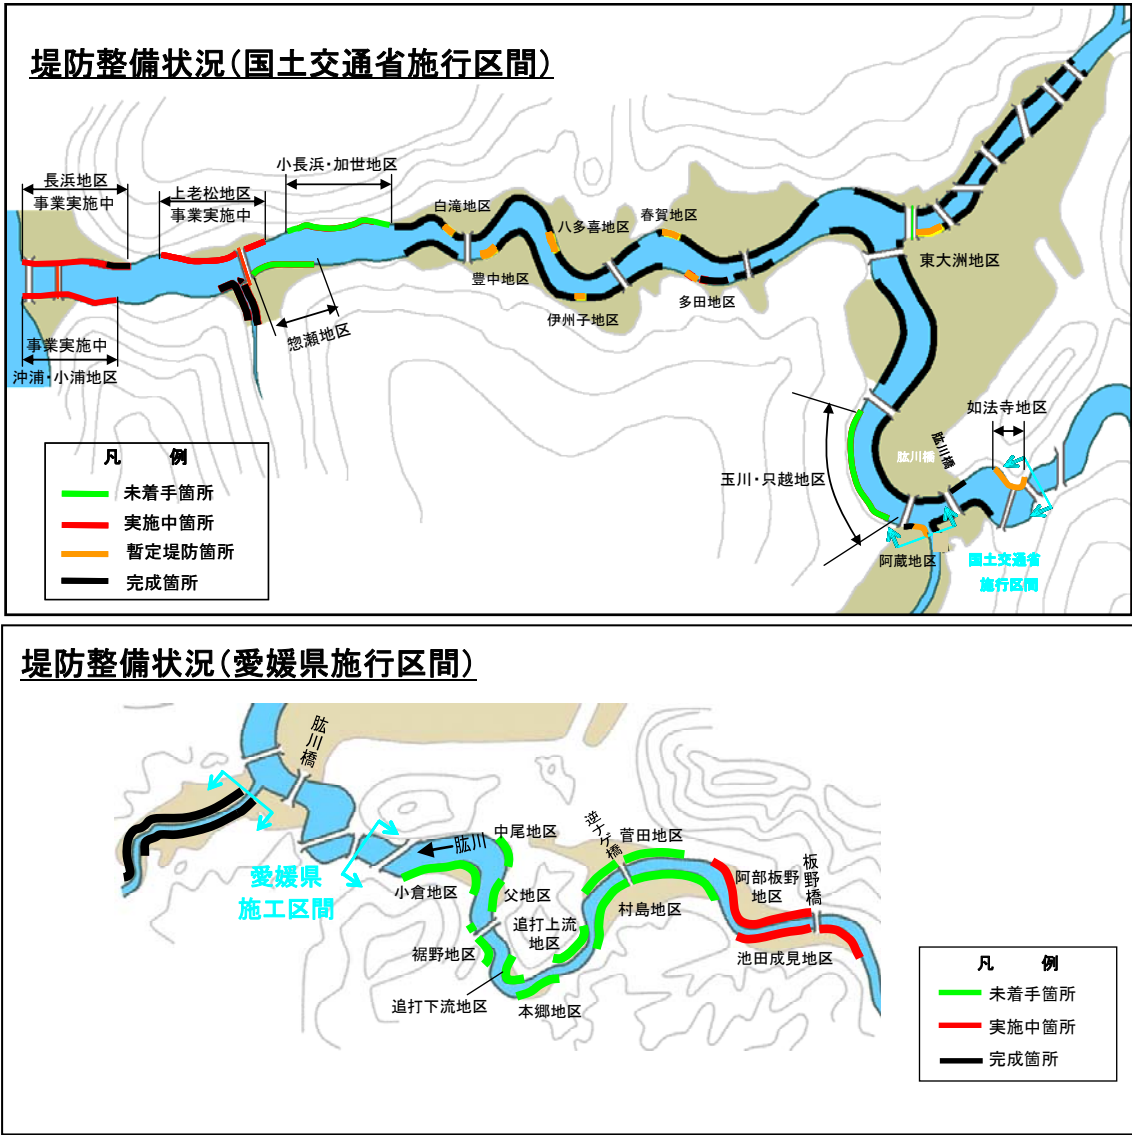 堤防整備状況（国土交通省施行区間）
長浜地区
事業実施中
上老松地区
事業実施中
小長浜・加世地区
白滝地区
八多喜地区
春賀地区
豊中地区
伊州子地区
多田地区
東大洲地区
惣瀬地区
事業実施中
沖浦・小浦地区
如法寺地区
肱川橋
肱川橋
玉川・只越地区
阿蔵地区
国土交通省
施行区間
凡 例
未着手箇所
実施中箇所
暫定堤防箇所
完成箇所
堤防整備状況（愛媛県施行区間）
肱川橋
肱川
中尾地区
逆ナゲ橋
菅田地区
阿部板野
地区
板野橋
愛媛県
施工区間
小倉地区
父地区
村島地区
追打上流
地区
裾野地区
池田成見地区
追打下流地区
本郷地区
凡 例
未着手箇所
実施中箇所
完成箇所